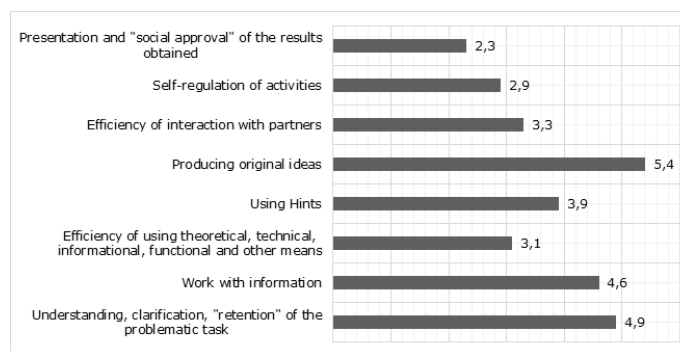 Presentation and "social approval" of the results
obtained
2,3
Self-regulation of activities
2,9
Efficiency of interaction with partners
3,3
Producing original ideas
5,4
Using Hints
3,9
Efficiency of using theoretical, technical,
informational, functional and other means
3,1
Work with information
4,6
Understanding, clarification, "retention" of the
problematic task
4,9